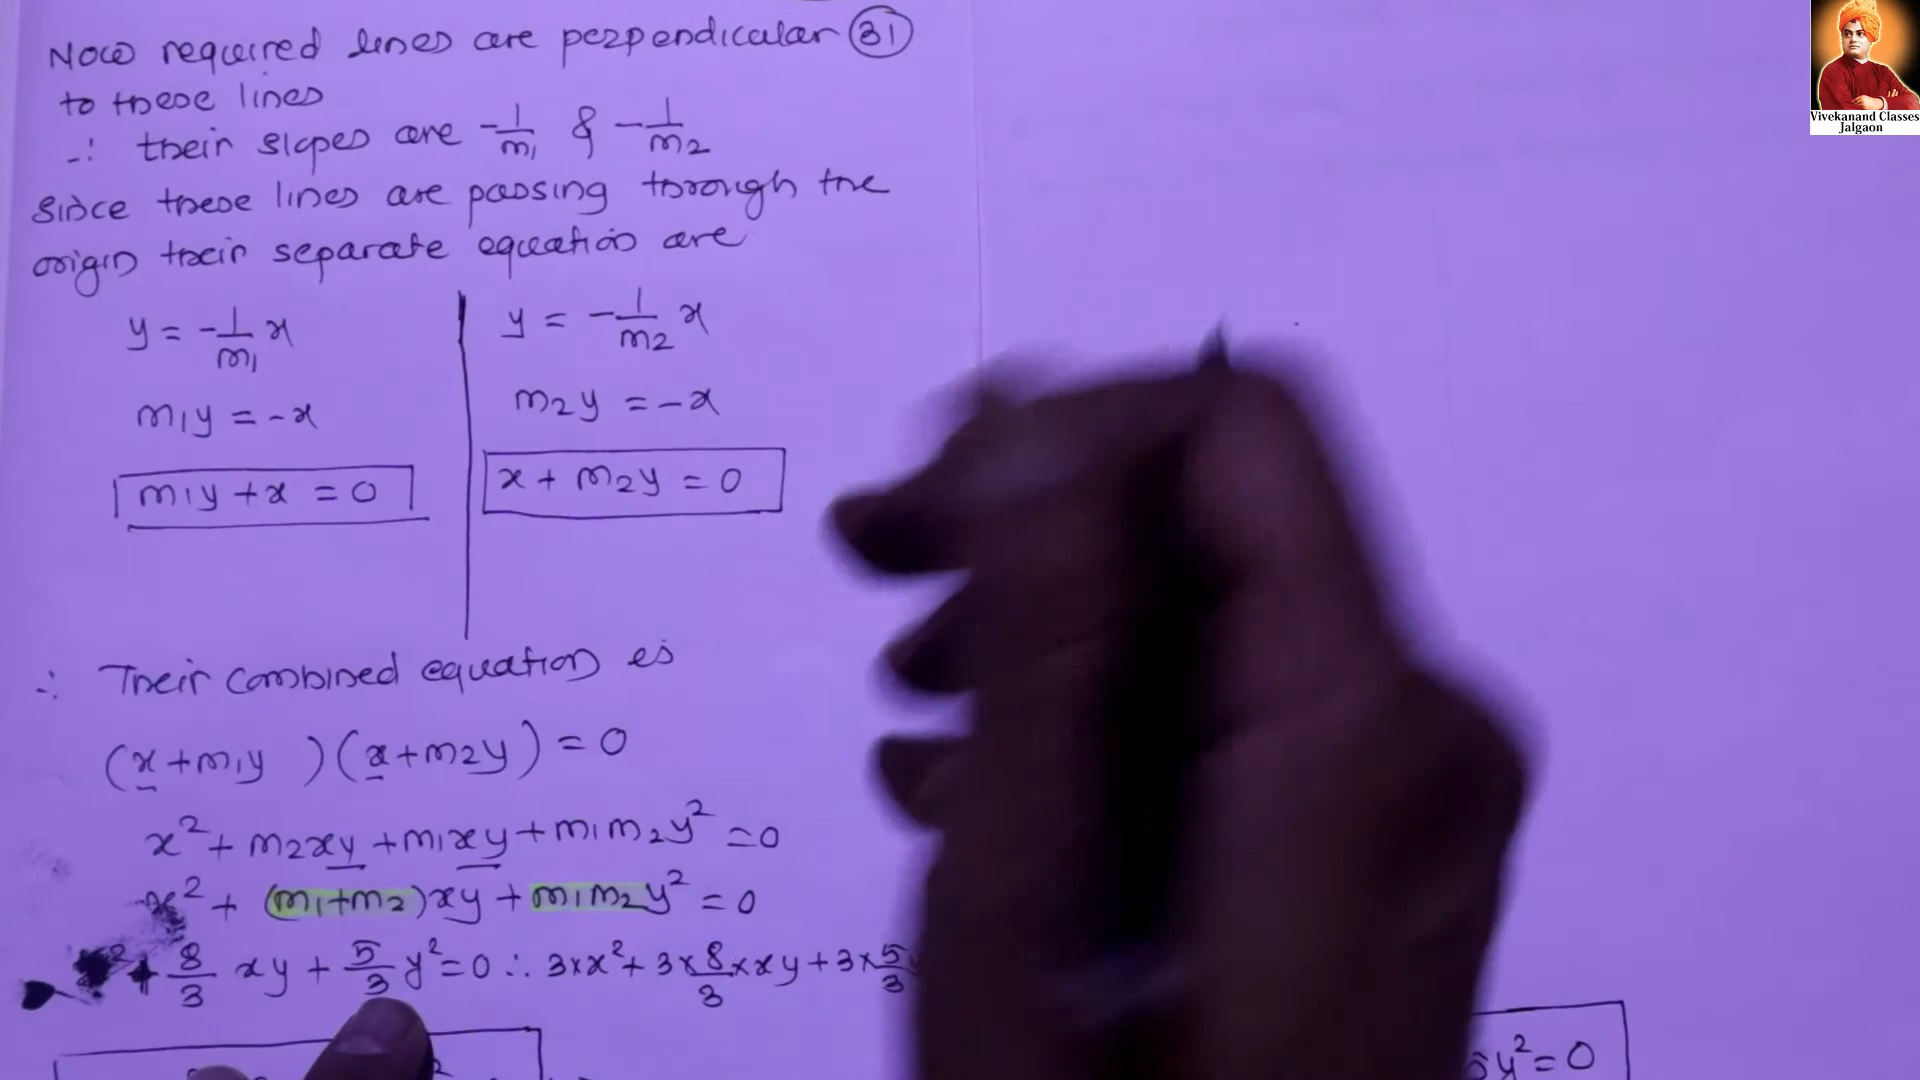 Now required lines are perpendicular 31
to these lines
∴ their slopes are -1/m1 & -1/m2
Since these lines are passing through the
origin their separate equation are
y = -1/m1 x
m1y = -x
m1y + x = 0
y = -1/m2 x
m2y = -x
x + m2y = 0
∴ Their combined equation is
(x + m1y ) (x + m2y) = 0
x² + m2xy + m1xy + m1m2y² = 0
x² + (m1+m2)xy + m1m2y² = 0
² + 8/3 xy + 5/3 y² = 0 ∴ 3×x² + 3×8/3×xy + 3×5/3
y² = 0
Vivekanand Classes
Jalgaon